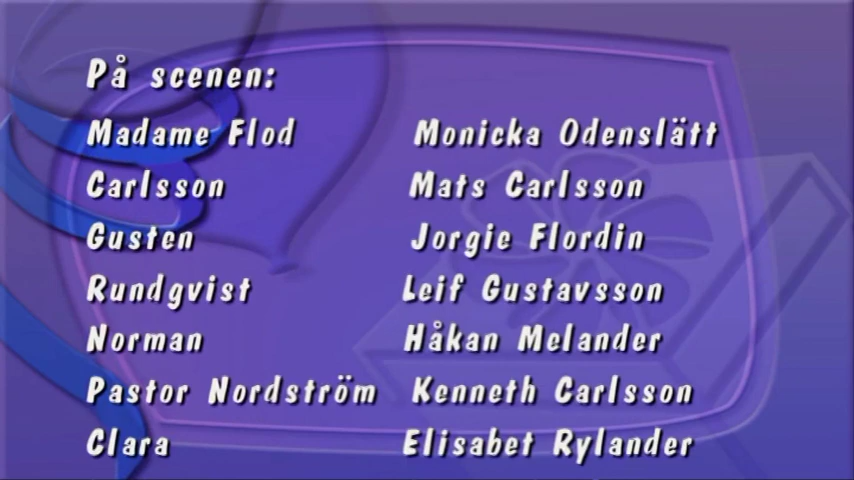 På scenen:
Madame Flod Monicka Odenslätt
Carlsson Mats Carlsson
Gusten Jorgie Flordin
Rundgvist Leif Gustavsson
Norman Håkan Melander
Pastor Nordström Kenneth Carlsson
Clara Elisabet Rylander